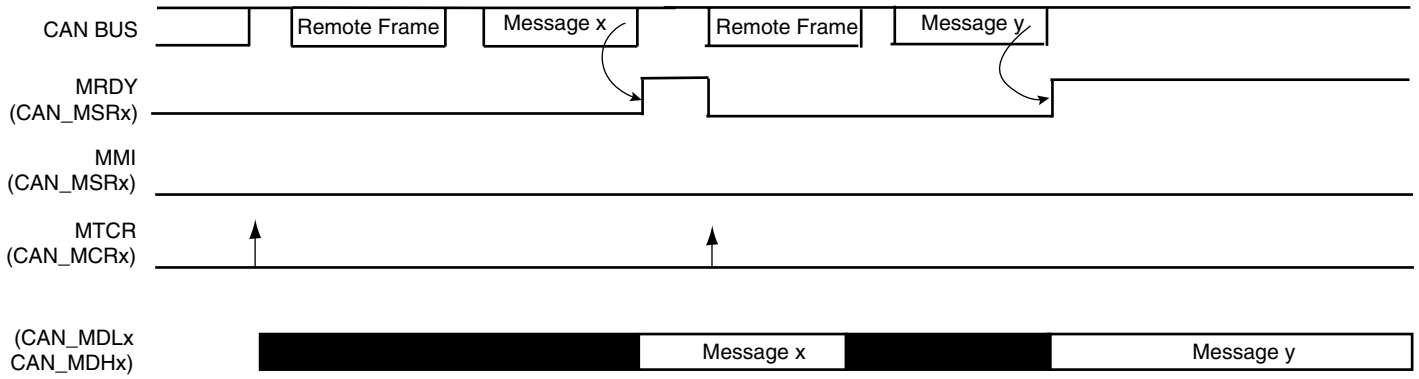 CAN BUS
Remote Frame
Message x
Remote Frame
Message y
MRDY
(CAN_MSRx)
MMI
(CAN_MSRx)
MTCR
(CAN_MCRx)
(CAN_MDLx
CAN_MDHx)
Message x
Message y